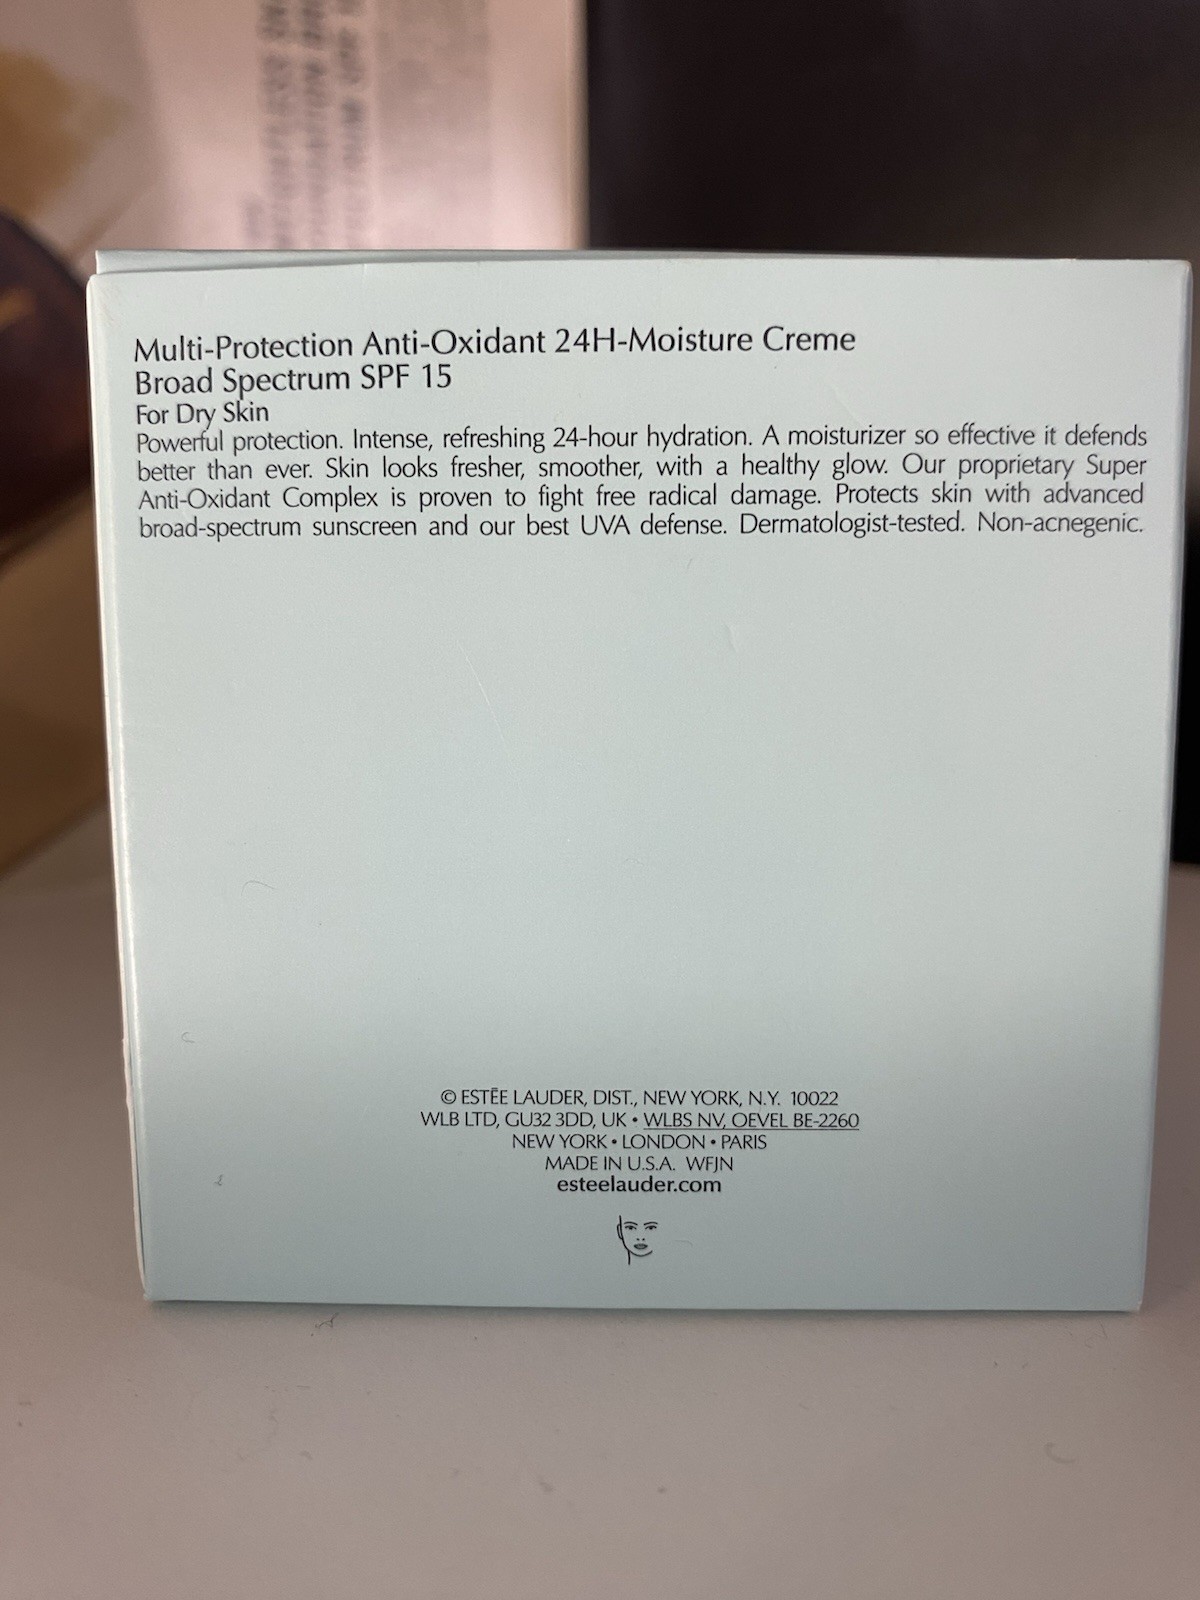 Multi-Protection Anti-Oxidant 24H-Moisture Creme
Broad Spectrum SPF 15
For Dry Skin
Powerful protection. Intense, refreshing 24-hour hydration. A moisturizer so effective it defends
better than ever. Skin looks fresher, smoother, with a healthy glow. Our proprietary Super
Anti-Oxidant Complex is proven to fight free radical damage. Protects skin with advanced
broad-spectrum sunscreen and our best UVA defense. Dermatologist-tested. Non-acnegenic.
© ESTĒE LAUDER, DIST., NEW YORK, N.Y. 10022
WLB LTD, GU32 3DD, UK • WLBS NV, OEVEL BE-2260
NEW YORK • LONDON • PARIS
MADE IN U.S.A. WFJN
esteelauder.com